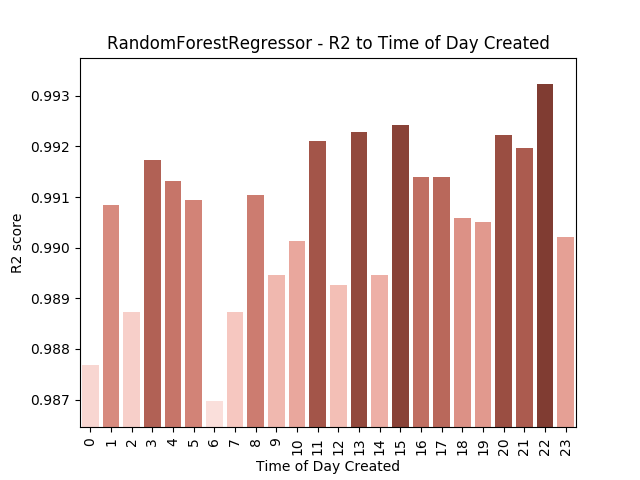 RandomForestRegressor - R2 to Time of Day Created
0.993
0.992
0.991
0.990
0.989
0.988
0.987
R2 score
0 1 2 3 4 5 6 7 8 9 10 11 12 13 14 15 16 17 18 19 20 21 22 23
Time of Day Created